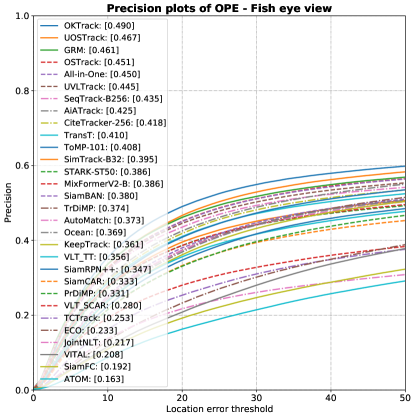 Precision plots of OPE - Fish eye view
1.0
0.8
0.6
0.4
0.2
0.0
Precision
OKTrack: [0.490]
UOSTrack: [0.467]
GRM: [0.461]
OSTrack: [0.451]
All-in-One: [0.450]
UVLTrack: [0.445]
SeqTrack-B256: [0.435]
AiATrack: [0.425]
CiteTracker-256: [0.418]
TransT: [0.410]
ToMP-101: [0.408]
SimTrack-B32: [0.395]
STARK-ST50: [0.386]
MixFormerV2-B: [0.386]
SiamBAN: [0.380]
TrDiMP: [0.374]
AutoMatch: [0.373]
Ocean: [0.369]
KeepTrack: [0.361]
VLT_TT: [0.356]
SiamRPN++: [0.347]
SiamCAR: [0.333]
PrDiMP: [0.331]
VLT_SCAR: [0.280]
TCTrack: [0.253]
ECO: [0.233]
JointNLT: [0.217]
VITAL: [0.208]
SiamFC: [0.192]
ATOM: [0.163]
0 10 20 30 40 50
Location error threshold